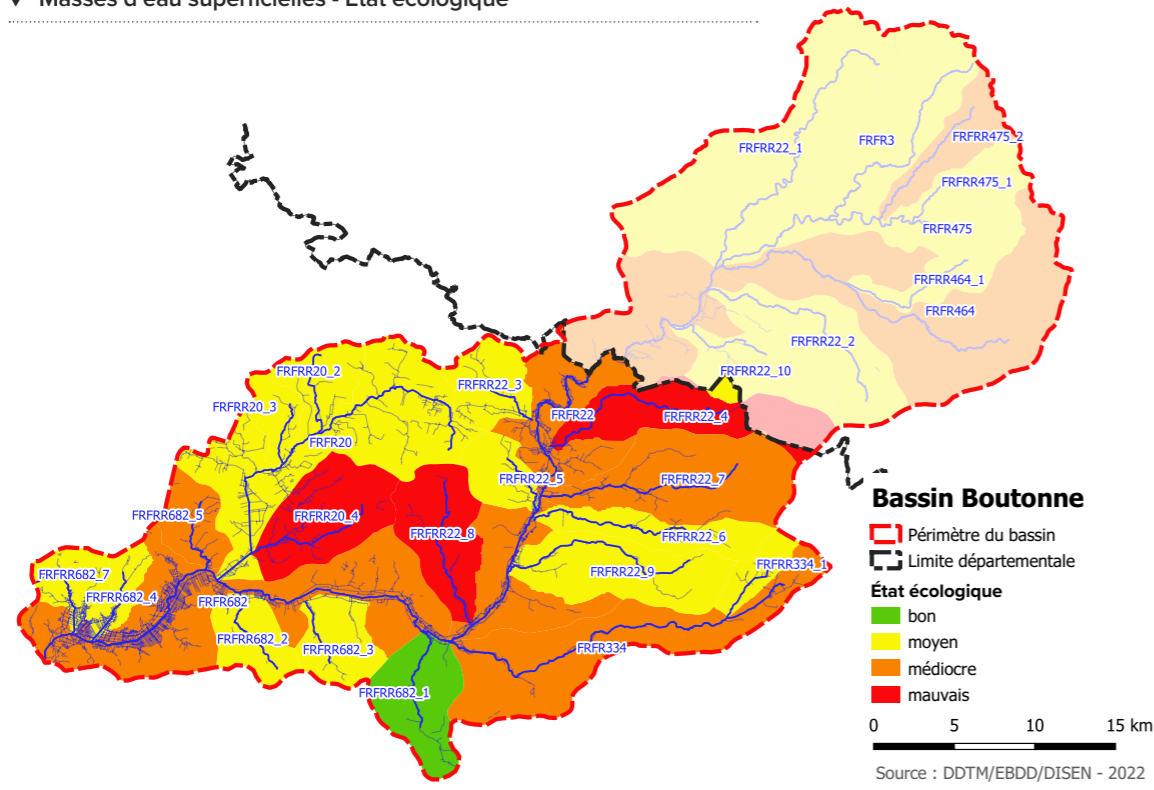 ▼ Masses d'eau superficielles - État écologique
FRFRR22_1
FRFR3
FRFRR475_2
FRFRR475_1
FRFR475
FRFRR464_1
FRFR464
FRFRR22_2
FRFRR22_10
FRFRR20_2
FRFRR22_3
FRFRR20_3
FRFR22
FRFRR22_4
FRFR20
FRFRR22_5
FRFRR22_7
FRFRR682_5
FRFRR20_4
FRFRR22_8
FRFRR22_6
FRFRR22_9
FRFRR334_1
FRFRR682_7
FRFRR682_4
FRFR682
FRFRR682_2
FRFRR682_3
FRFR334
FRFRR682_1
Bassin Boutonne
Périmètre du bassin
Limite départementale
État écologique
bon
moyen
médiocre
mauvais
0 5 10 15 km
Source : DDTM/EBDD/DISEN - 2022